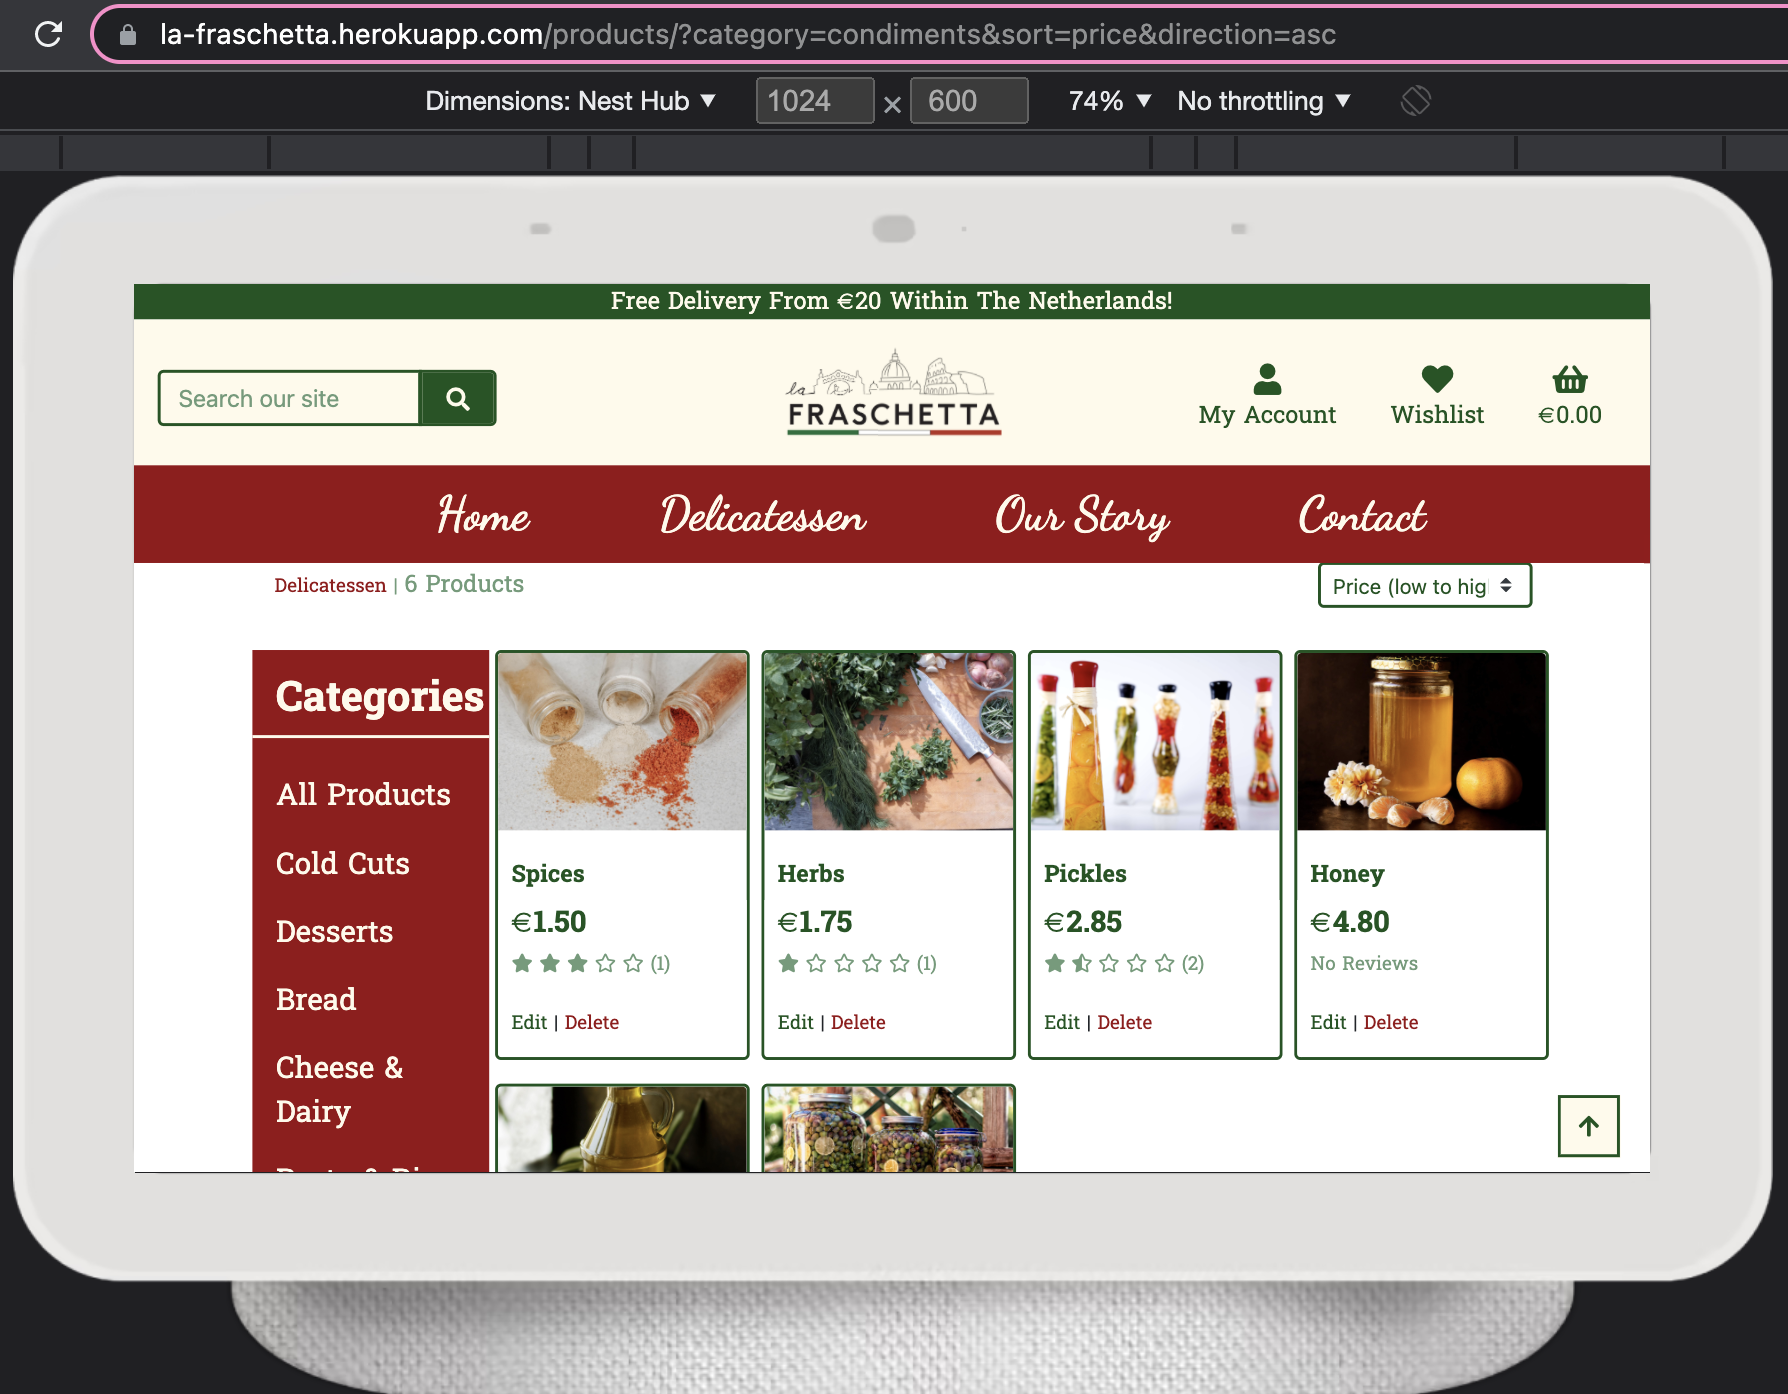 la-fraschetta.herokuapp.com/products/?category=condiments&sort=price&direction=asc
Dimensions: Nest Hub ▼ 1024 × 600 74% ▼ No throttling ▼
Free Delivery From €20 Within The Netherlands!
Search our site
la
FRASCHETTA
My Account
Wishlist
€0.00
Home Delicatessen Our Story Contact
Delicatessen | 6 Products
Price (low to hig
Categories
All Products
Cold Cuts
Desserts
Bread
Cheese &
Dairy
Spices
€1.50
(1)
Edit | Delete
Herbs
€1.75
(1)
Edit | Delete
Pickles
€2.85
(2)
Edit | Delete
Honey
€4.80
No Reviews
Edit | Delete